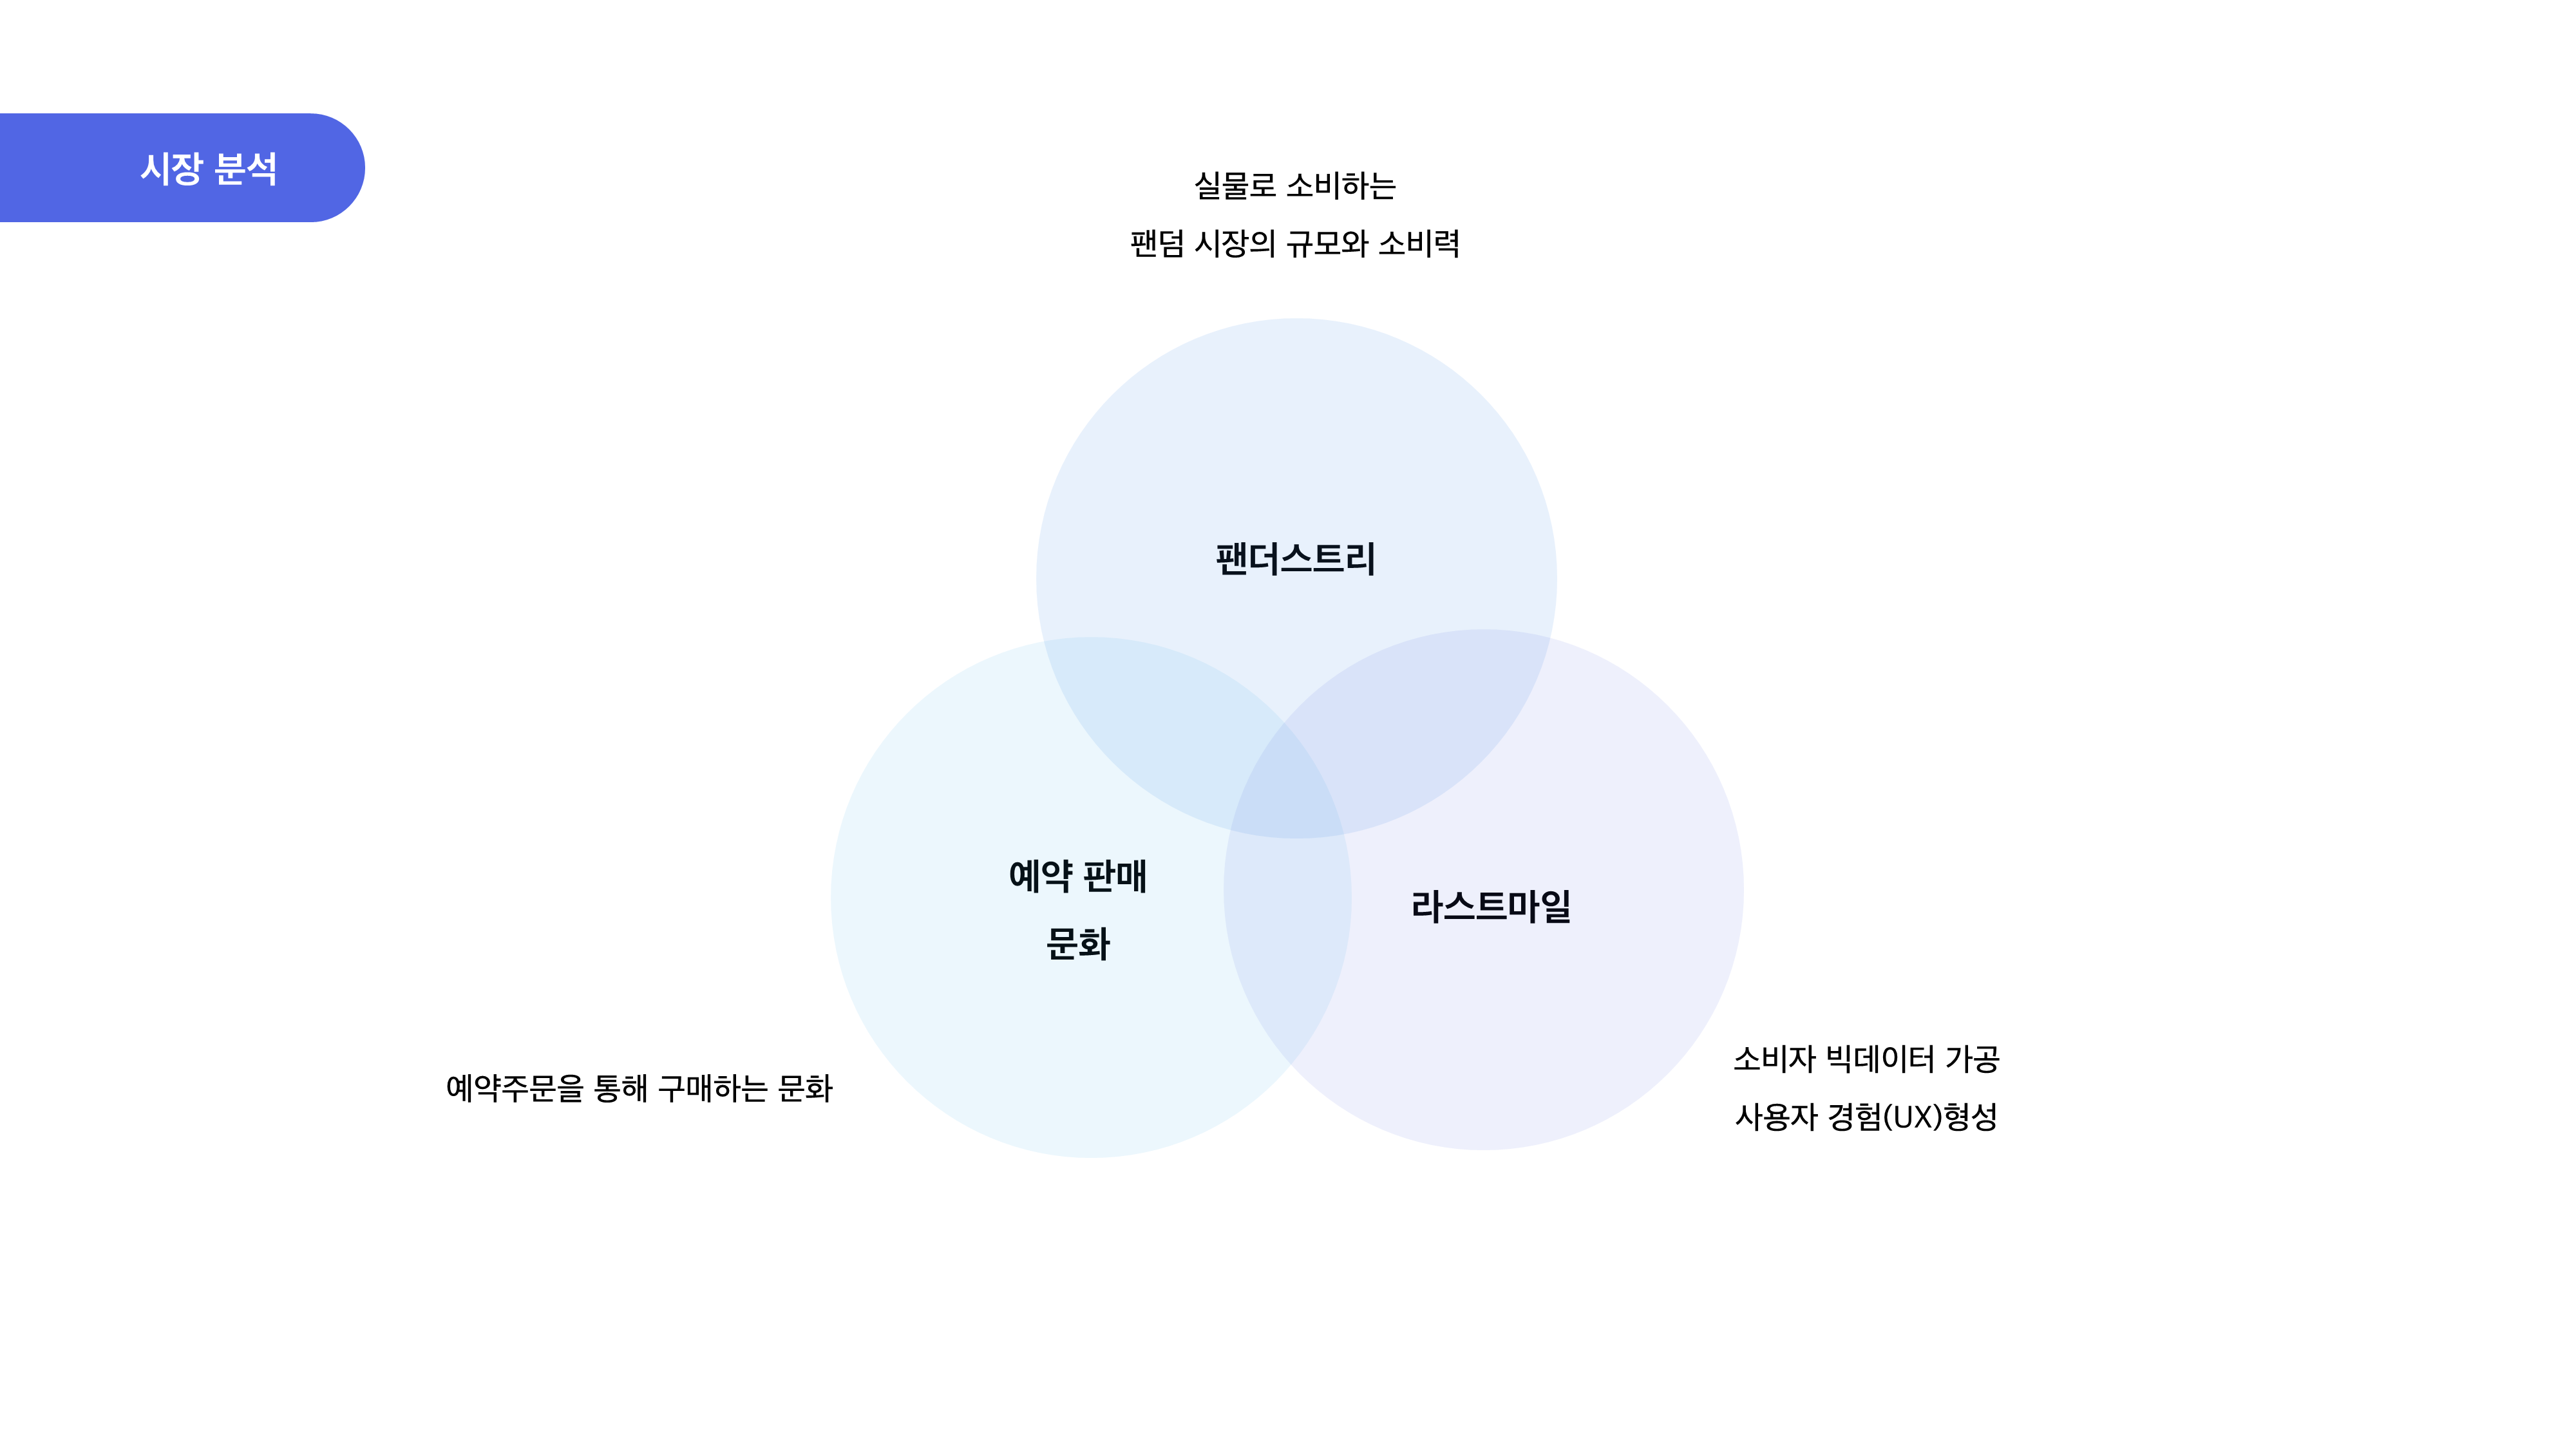 시장 분석
실물로 소비하는
팬덤 시장의 규모와 소비력
팬더스트리
예약 판매
문화
라스트마일
예약주문을 통해 구매하는 문화
소비자 빅데이터 가공
사용자 경험(UX)형성